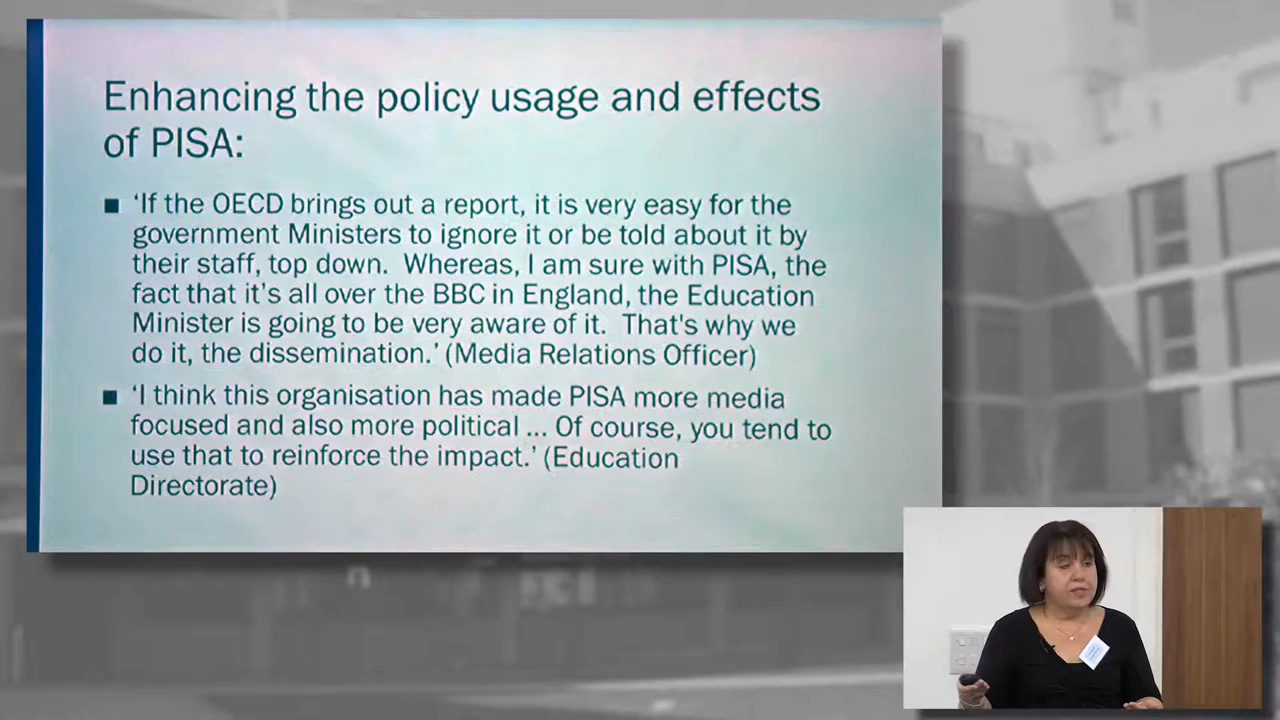 Enhancing the policy usage and effects
of PISA:
■ ‘If the OECD brings out a report, it is very easy for the
government Ministers to ignore it or be told about it by
their staff, top down.  Whereas, I am sure with PISA, the
fact that it’s all over the BBC in England, the Education
Minister is going to be very aware of it.  That's why we
do it, the dissemination.’ (Media Relations Officer)
■ ‘I think this organisation has made PISA more media
focused and also more political ... Of course, you tend to
use that to reinforce the impact.’ (Education
Directorate)